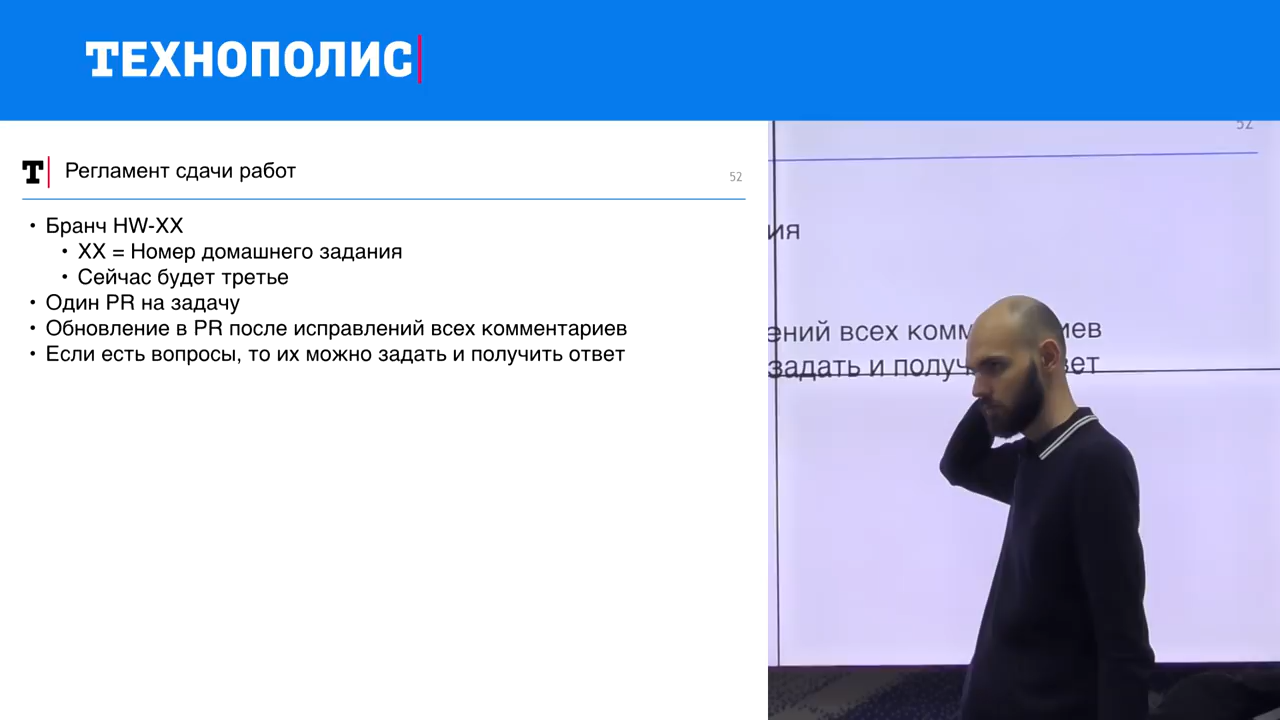 ТЕХНОПОЛИС
Т Регламент сдачи работ
52
• Бранч HW-XX
• XX = Номер домашнего задания
• Сейчас будет третье
• Один PR на задачу
• Обновление в PR после исправлений всех комментариев
• Если есть вопросы, то их можно задать и получить ответ
52
ия
ений всех комм иев
задать и получ вет